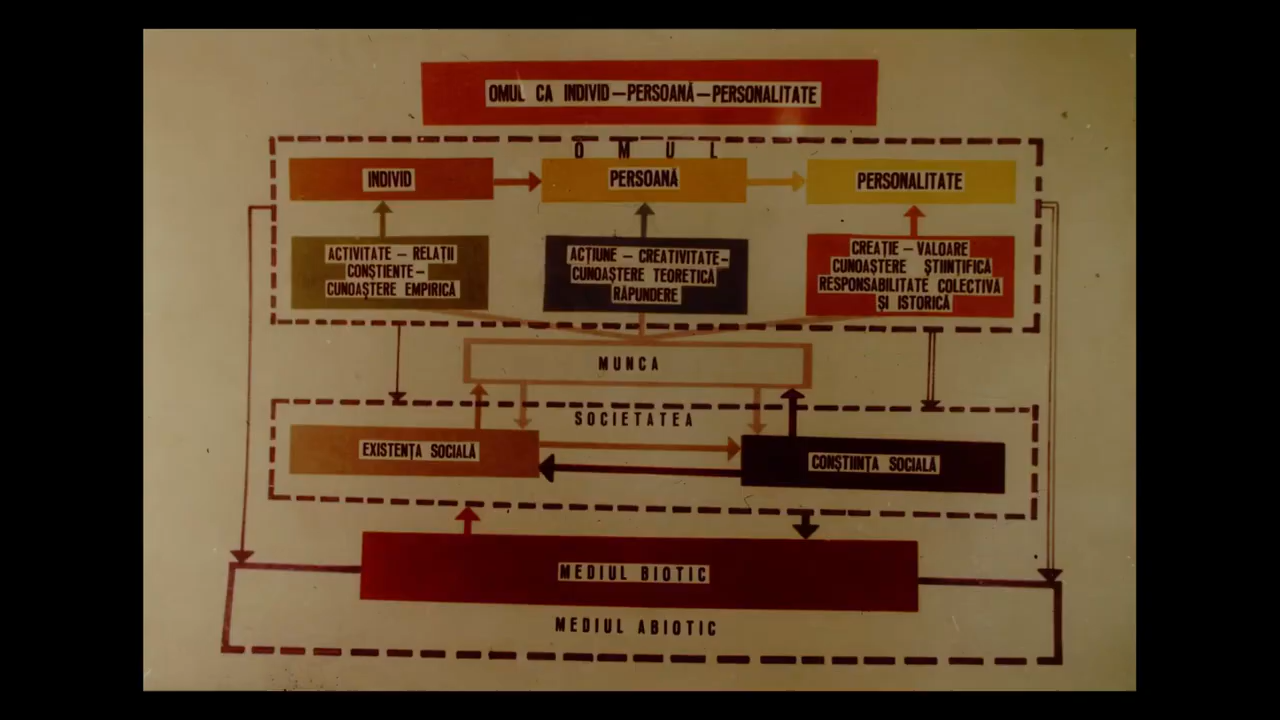 OMUL CA INDIVID–PERSOANĂ–PERSONALITATE
OMUL
INDIVID
PERSOANĂ
PERSONALITATE
ACTIVITATE – RELAȚII
CONȘTIENTE–
CUNOAȘTERE EMPIRICĂ
ACȚIUNE – CREATIVITATE–
CUNOAȘTERE TEORETICĂ
RĂPUNDERE
CREAȚIE – VALOARE
CUNOAȘTERE ȘTIINȚIFICĂ
RESPONSABILITATE COLECTIVĂ
ȘI ISTORICĂ
MUNCA
SOCIETATEA
EXISTENȚA SOCIALĂ
CONȘTIINȚA SOCIALĂ
MEDIUL BIOTIC
MEDIUL ABIOTIC